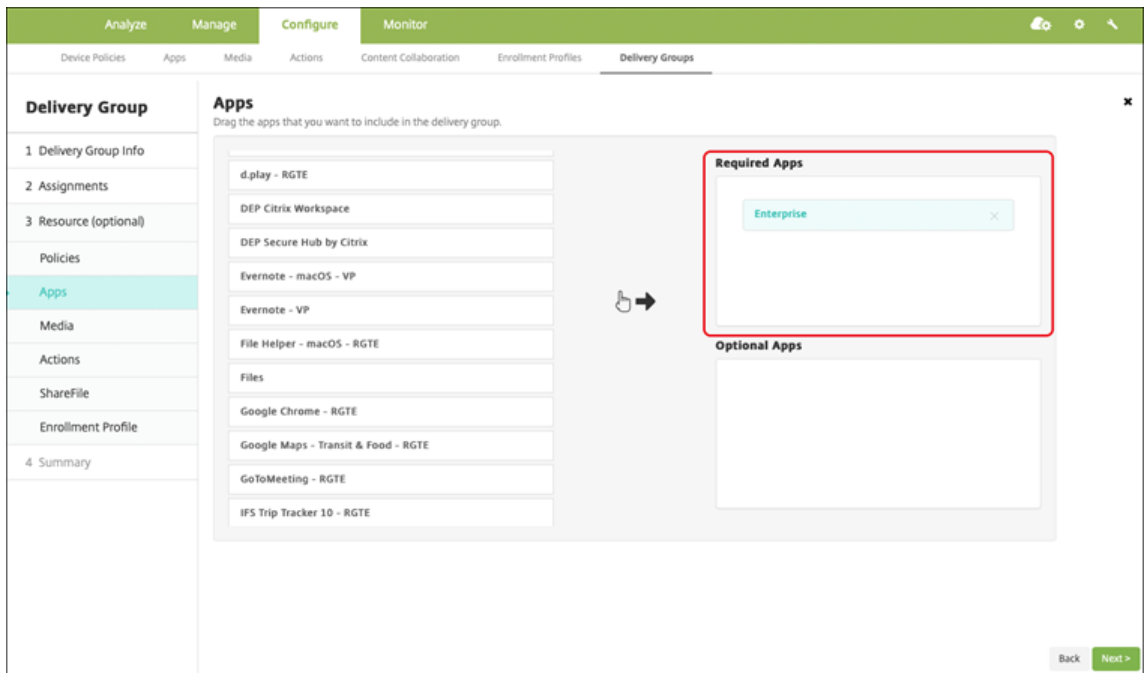 Analyze
Manage
Configure
Monitor
Device Policies
Apps
Media
Actions
Content Collaboration
Enrollment Profiles
Delivery Groups
Delivery Group
1 Delivery Group Info
2 Assignments
3 Resource (optional)
Policies
Apps
Media
Actions
ShareFile
Enrollment Profile
4 Summary
Apps
Drag the apps that you want to include in the delivery group.
d.play - RGTE
DEP Citrix Workspace
DEP Secure Hub by Citrix
Evernote - macOS - VP
Evernote - VP
File Helper - macOS - RGTE
Files
Google Chrome - RGTE
Google Maps - Transit & Food - RGTE
GoToMeeting - RGTE
IFS Trip Tracker 10 - RGTE
Required Apps
Enterprise
Optional Apps
Back
Next >